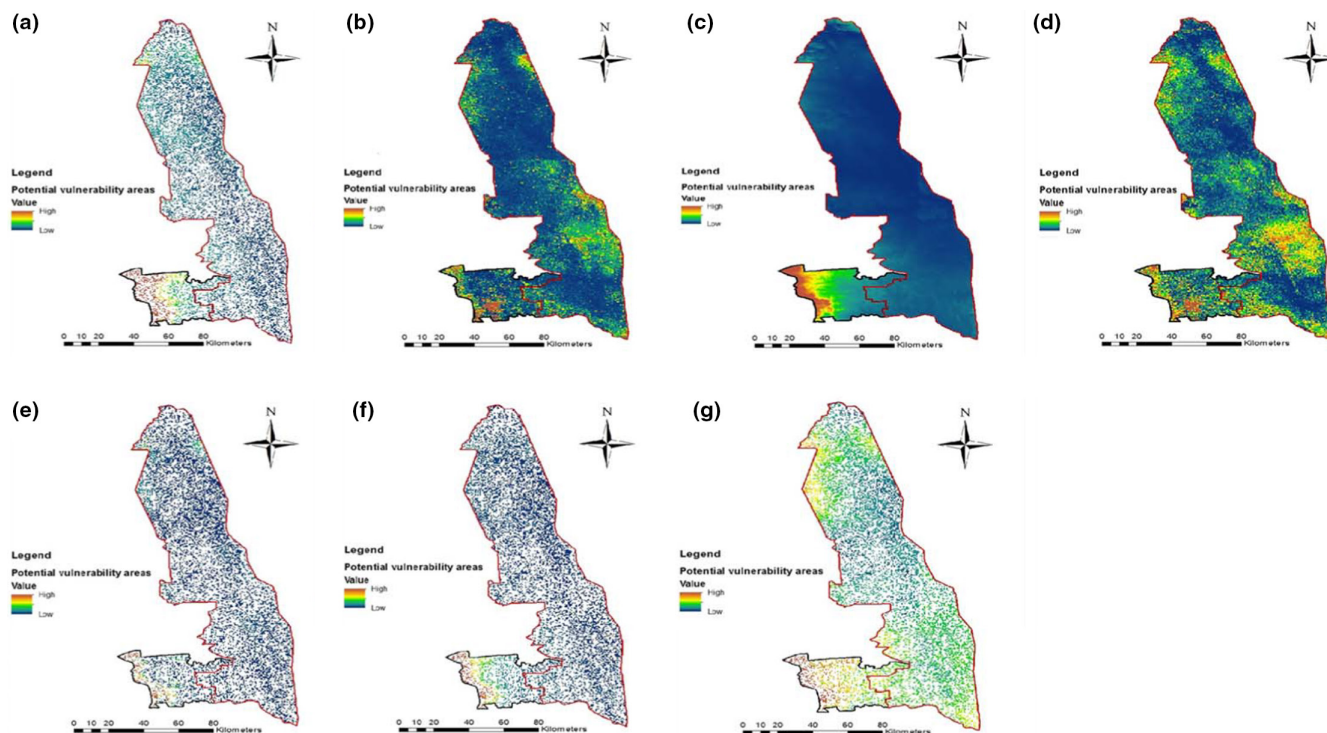 (a)
N
Legend
Potential vulnerability areas
Value
High
Low
0 10 20 40 60 80
Kilometers
(b)
N
Legend
Potential vulnerability areas
Value
High
Low
0 10 20 40 60 80
Kilometers
(c)
N
Legend
Potential vulnerability areas
Value
High
Low
0 10 20 40 60 80
Kilometers
(d)
N
Legend
Potential vulnerability areas
Value
High
Low
0 10 20 40 60 80
Kilometers
(e)
N
Legend
Potential vulnerability areas
Value
High
Low
0 10 20 40 60 80
Kilometers
(f)
N
Legend
Potential vulnerability areas
Value
High
Low
0 10 20 40 60 80
Kilometers
(g)
N
Legend
Potential vulnerability areas
Value
High
Low
0 10 20 40 60 80
Kilometers